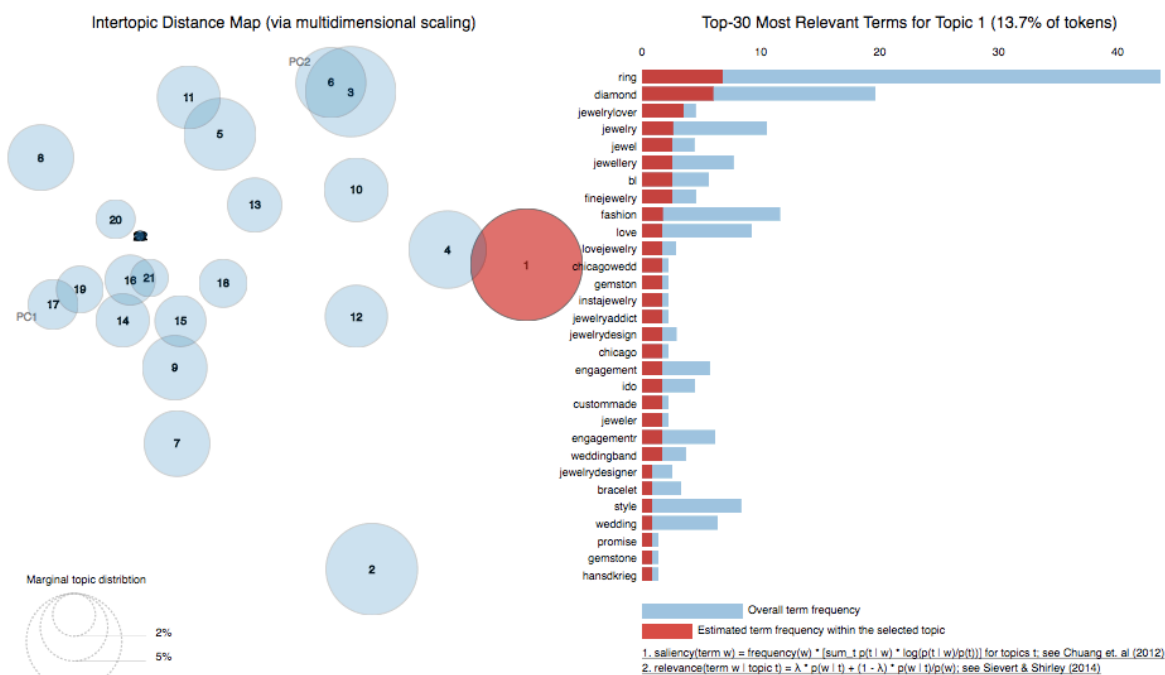 Intertopic Distance Map (via multidimensional scaling)
PC2
6
3
11
5
8
10
13
20
4
1
16
21
18
19
17
PC1
14
15
12
9
7
2
Marginal topic distribtion
2%
5%
Top-30 Most Relevant Terms for Topic 1 (13.7% of tokens)
0 10 20 30 40
ring
diamond
jewelrylover
jewelry
jewel
jewellery
bl
finejewelry
fashion
love
lovejewelry
chicagowedd
gemston
instajewelry
jewelryaddict
jewelrydesign
chicago
engagement
ido
custommade
jeweler
engagementr
weddingband
jewelrydesigner
bracelet
style
wedding
promise
gemstone
hansdkrieg
Overall term frequency
Estimated term frequency within the selected topic
1. saliency(term w) = frequency(w) * [sum_t p(t | w) * log(p(t | w)/p(t))] for topics t; see Chuang et. al (2012)
2. relevance(term w | topic t) = λ * p(w | t) + (1 - λ) * p(w | t)/p(w); see Sievert & Shirley (2014)